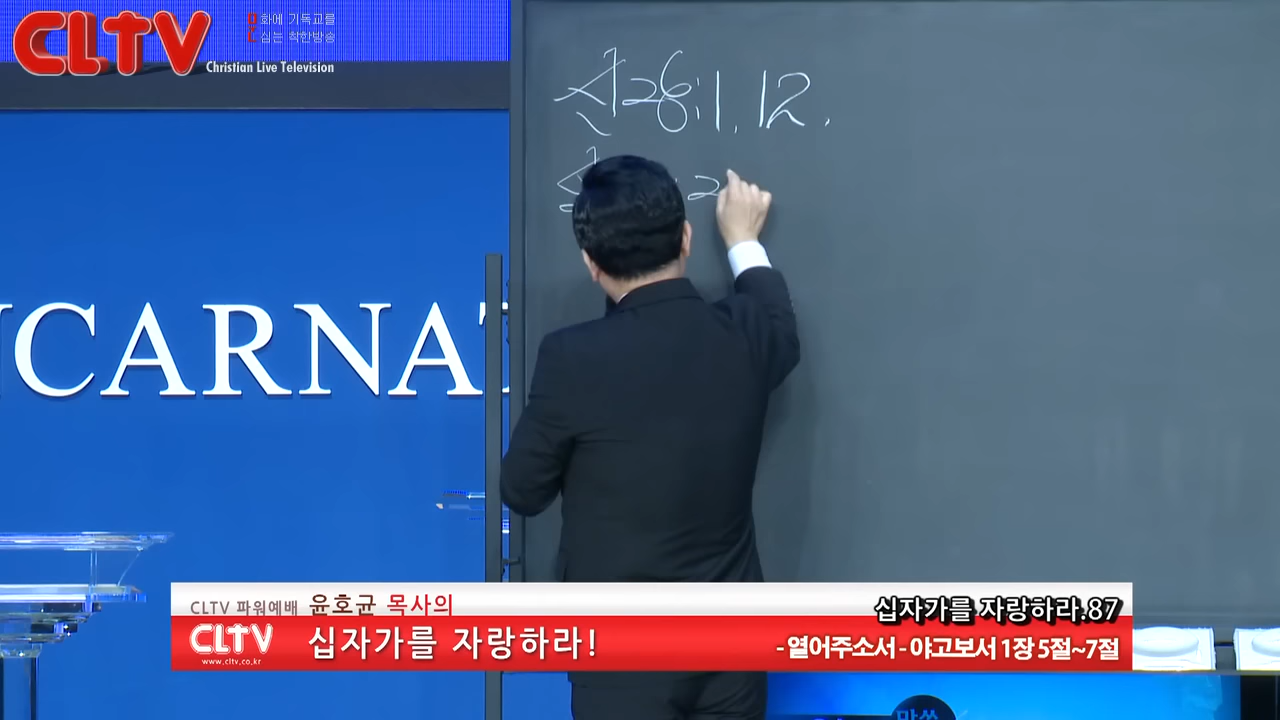 CLTV
화에 기독교를
심는 착한방송
Christian Live Television
신26:1, 12,
: 2
NCARNAT
CLTV 파워예배 윤호균 목사의
십자가를 자랑하라.87
CLTV
www.cltv.co.kr
십자가를 자랑하라!
- 열어주소서 - 야고보서 1장 5절~7절